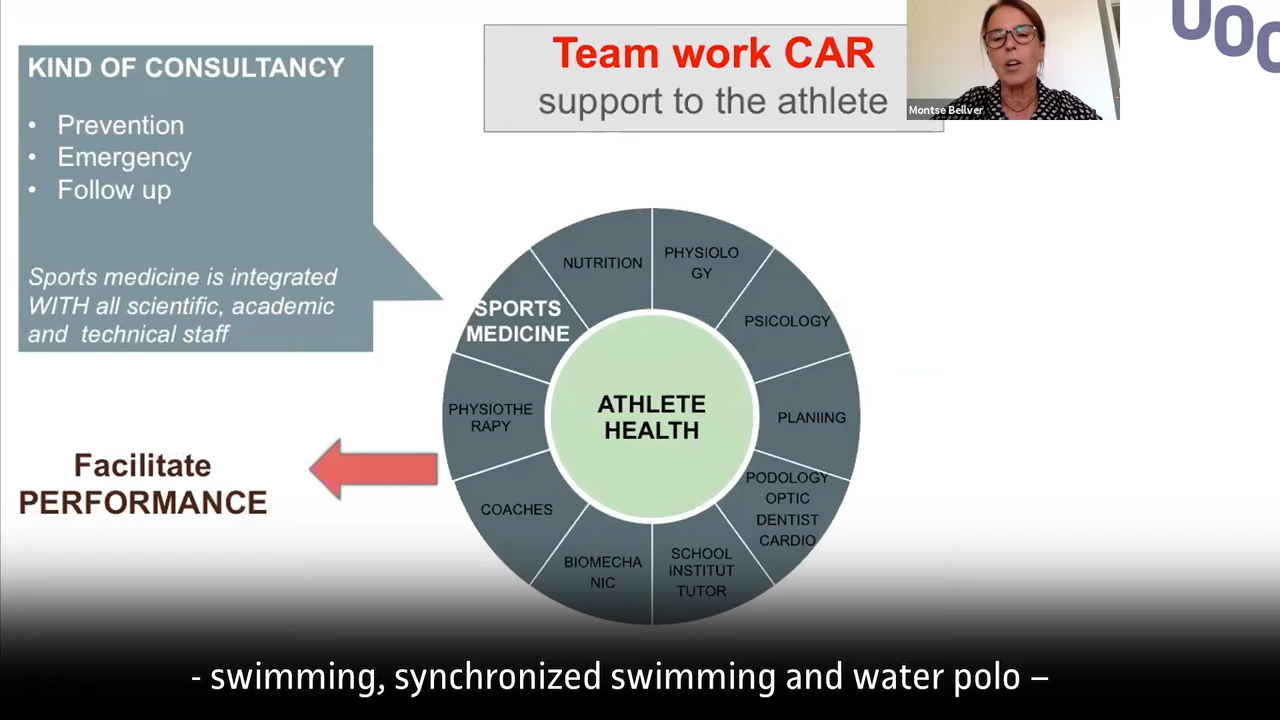 KIND OF CONSULTANCY
• Prevention
• Emergency
• Follow up
Sports medicine is integrated
WITH all scientific, academic
and technical staff
Team work CAR
support to the athlete
Montse Bellver
UOC
NUTRITION
PHYSIOLO
GY
SPORTS
MEDICINE
PSICOLOGY
PHYSIOTHE
RAPY
ATHLETE
HEALTH
PLANIING
COACHES
PODOLOGY
OPTIC
DENTIST
CARDIO
BIOMECHA
NIC
SCHOOL
INSTITUT
TUTOR
Facilitate
PERFORMANCE
- swimming, synchronized swimming and water polo –